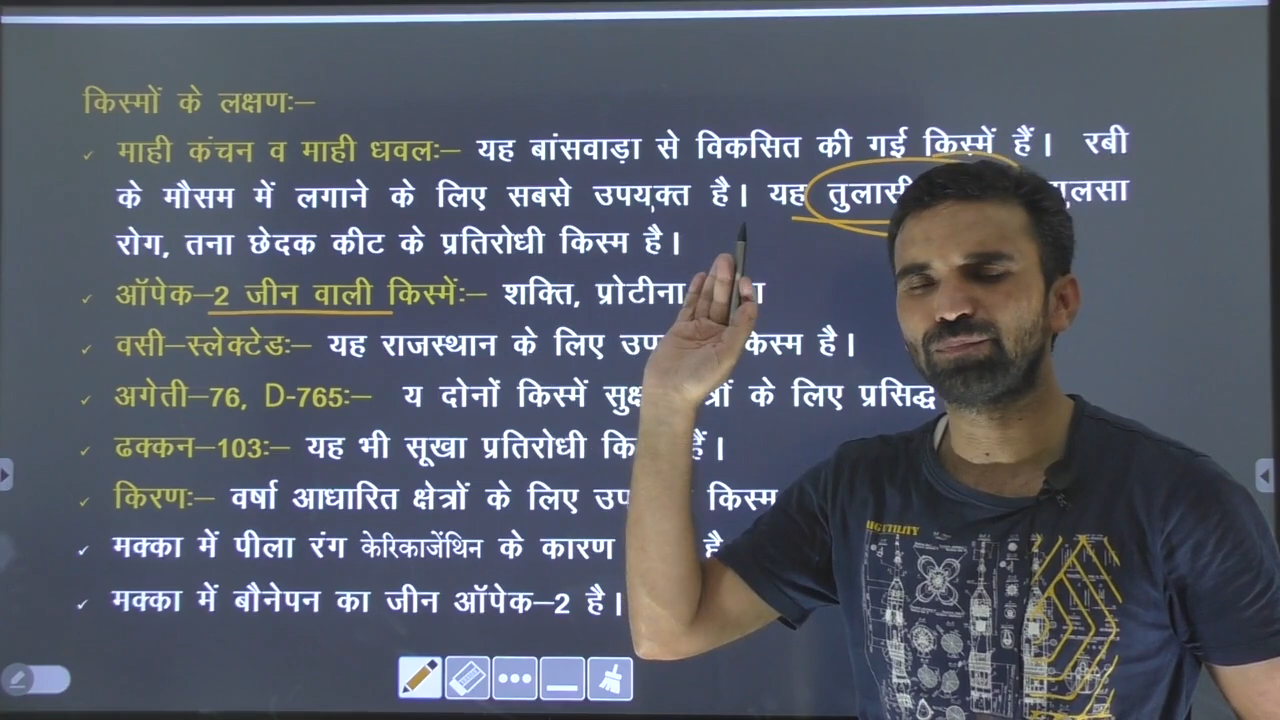 किस्मों के लक्षणः–
माही कंचन व माही धवलः– यह बांसवाड़ा से विकसित की गई किस्में हैं। रबी
के मौसम में लगाने के लिए सबसे उपयुक्त है। यह
रोग, तना छेदक कीट के प्रतिरोधी किस्म है।
ऑपेक–2 जीन वाली किस्मेंः– शक्ति,
वसी–स्लेक्टेडः– यह राजस्थान के लिए है।
अगेती–76, D-765ः– य दोनों किस्में के लिए प्रसिद्ध
ढक्कन–103ः– यह भी सूखा प्रतिरोधी हैं।
किरणः– वर्षा आधारित क्षेत्रों के लिए किस्म
मक्का में पीला रंग केरिकाजेंथिन के कारण है
मक्का में बौनेपन का जीन ऑपेक–2 है।